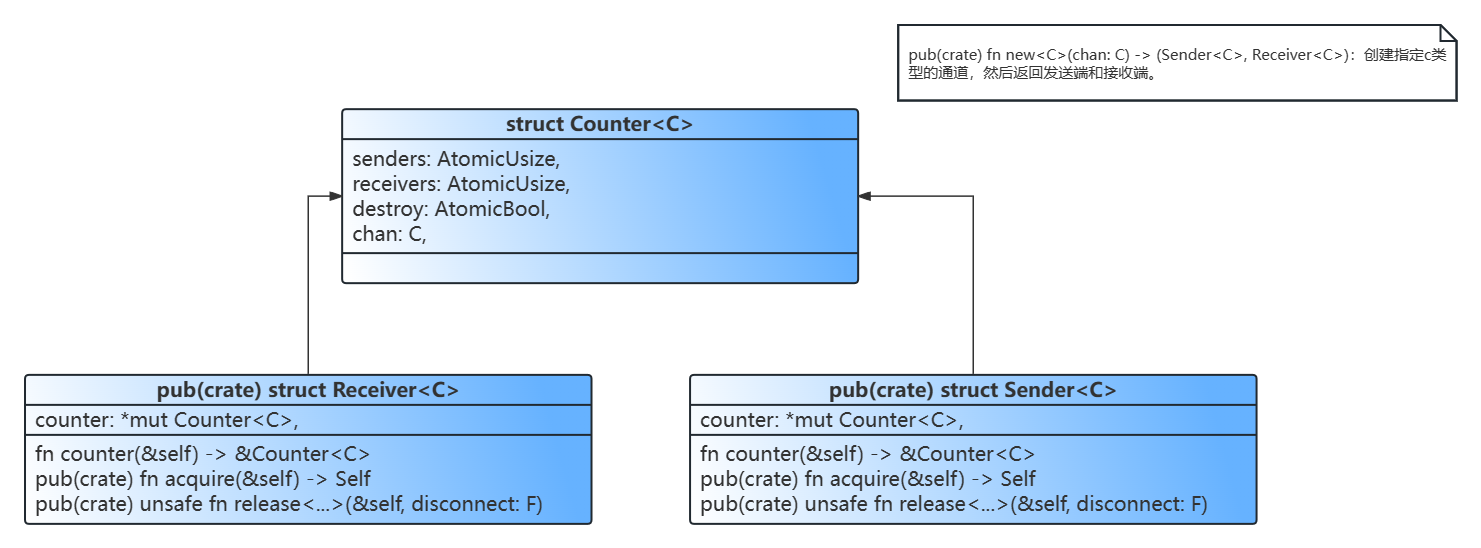 pub(crate) fn new<C>(chan: C) -> (Sender<C>, Receiver<C>)：创建指定c类
型的通道，然后返回发送端和接收端。
struct Counter<C>
senders: AtomicUsize,
receivers: AtomicUsize,
destroy: AtomicBool,
chan: C,
pub(crate) struct Receiver<C>
counter: *mut Counter<C>,
fn counter(&self) -> &Counter<C>
pub(crate) fn acquire(&self) -> Self
pub(crate) unsafe fn release<...>(&self, disconnect: F)
pub(crate) struct Sender<C>
counter: *mut Counter<C>,
fn counter(&self) -> &Counter<C>
pub(crate) fn acquire(&self) -> Self
pub(crate) unsafe fn release<...>(&self, disconnect: F)